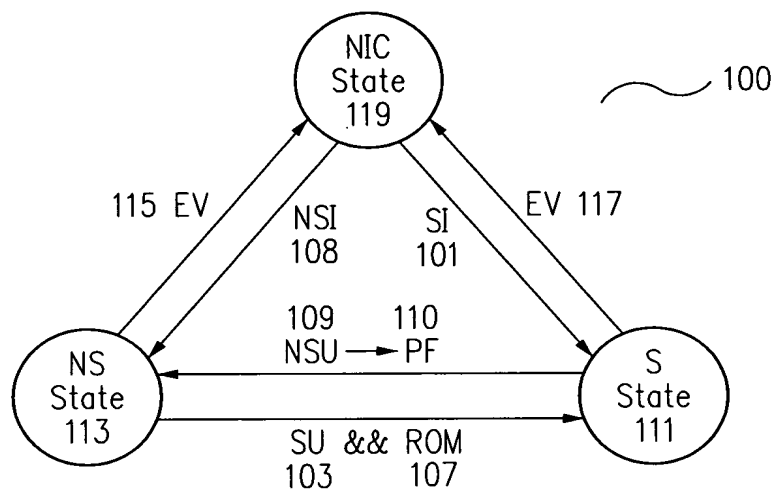 NIC
State
119
100
115 EV
NSI
108
SI
101
EV 117
109 110
NSU → PF
NS
State
113
S
State
111
SU && ROM
103 107